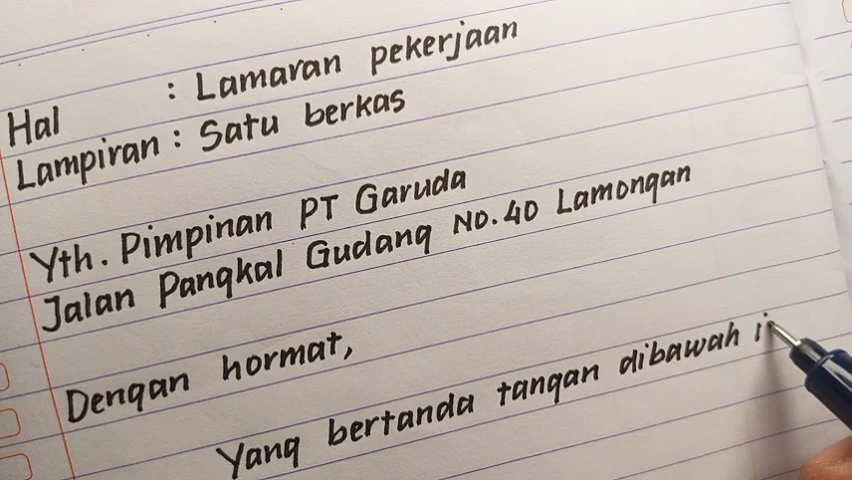 Hal : Lamaran pekerjaan
Lampiran : Satu berkas
Yth. Pimpinan PT Garuda
Jalan Pangkal Gudang No. 40 Lamongan
Dengan hormat,
Yang bertanda tangan dibawah i